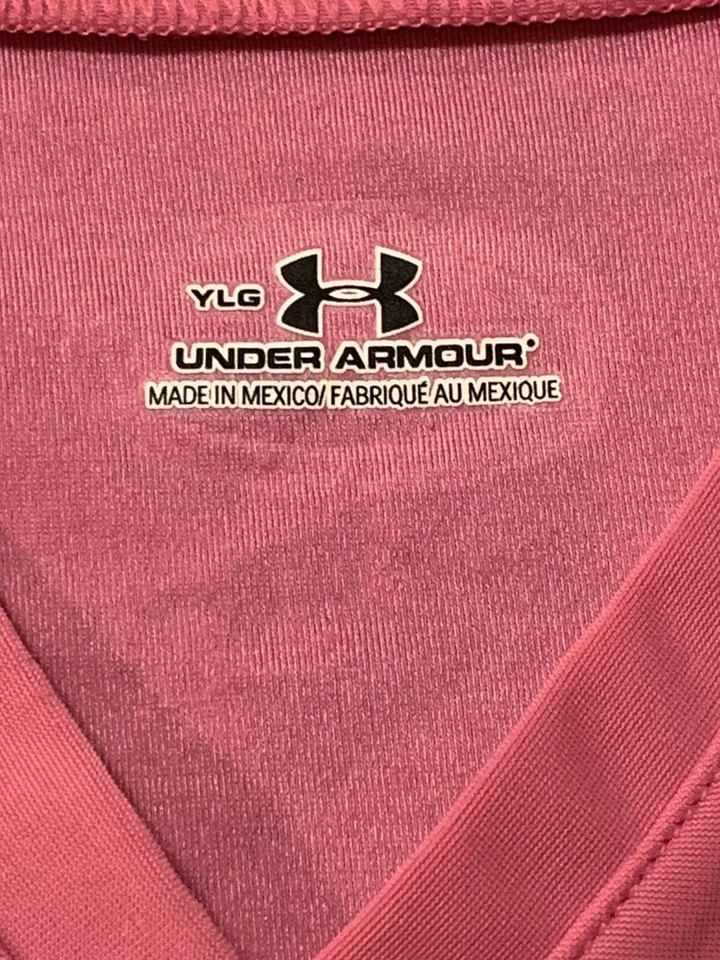 YLG
UNDER ARMOUR
MADE IN MEXICO/ FABRIQUÉ AU MEXIQUE